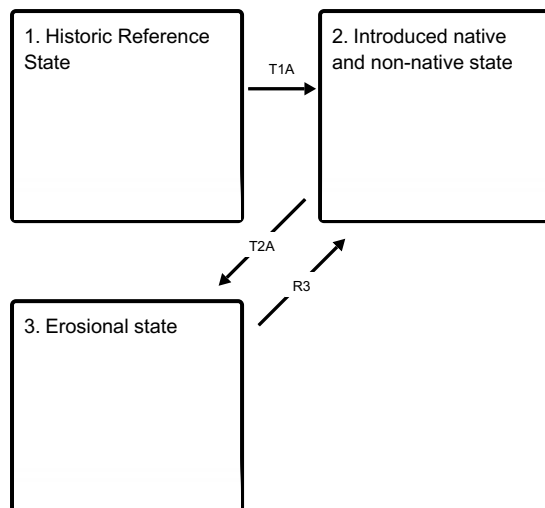 1. Historic Reference
State
T1A
2. Introduced native
and non-native state
T2A
R3
3. Erosional state